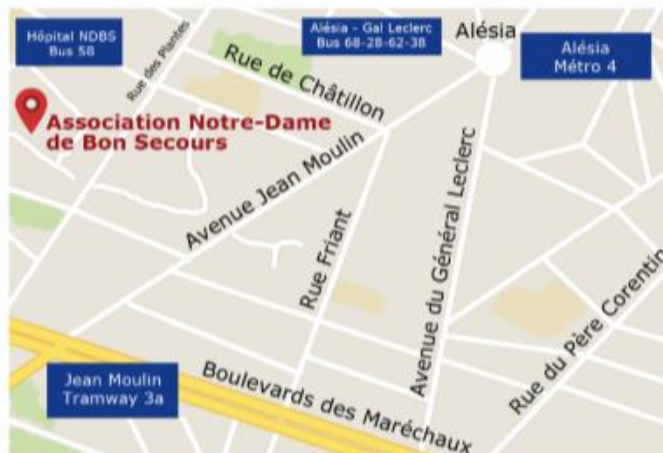 Hôpital NDBS
Bus 58
Alésia - Gal Leclerc
Bus 68-28-62-38
Alésia
Alésia
Métro 4
Rue des Plantes
Rue de Châtillon
Association Notre-Dame
de Bon Secours
Avenue Jean Moulin
Rue Friant
Avenue du Général Leclerc
Rue du Père Corentin
Jean Moulin
Tramway 3a
Boulevards des Maréchaux